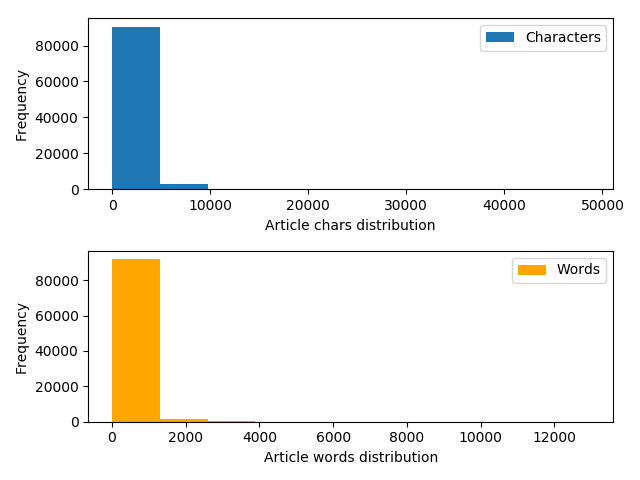 Characters
80000
60000
40000
20000
0
Frequency
0 10000 20000 30000 40000 50000
Article chars distribution
Words
80000
60000
40000
20000
0
Frequency
0 2000 4000 6000 8000 10000 12000
Article words distribution